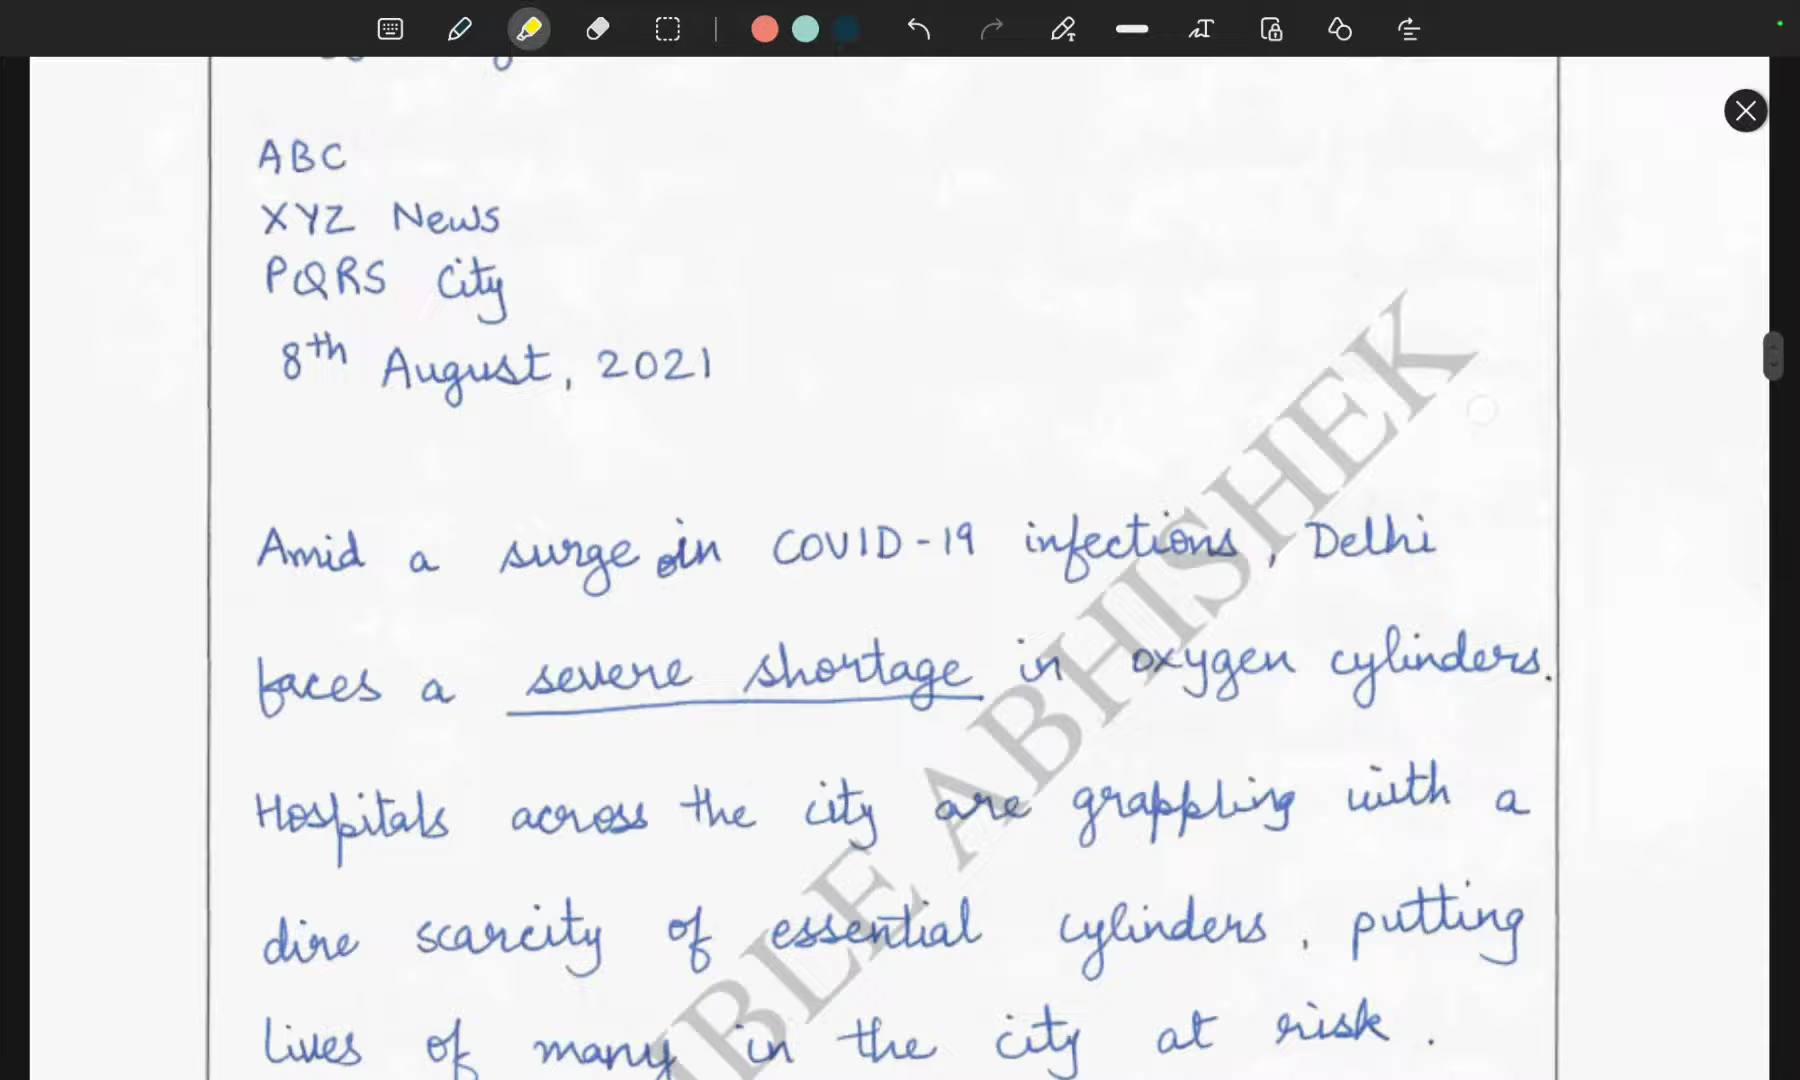 ABC
XYZ News
PQRS City
8th August, 2021
Amid a surge in COVID-19 infections, Delhi
faces a severe shortage in oxygen cylinders.
Hospitals across the city are grappling with a
dire scarcity of essential cylinders, putting
lives of many in the city at risk.
BLE ABHISHEK